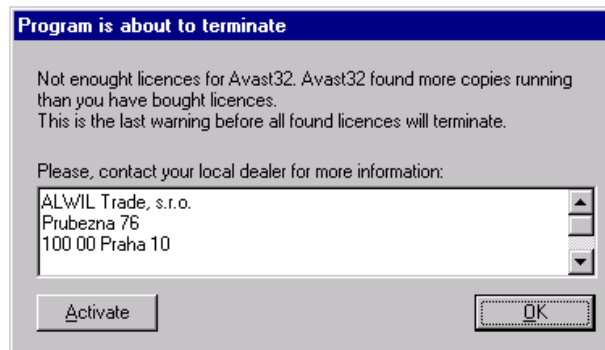 Program is about to terminate
Not enought licences for Avast32. Avast32 found more copies running
than you have bought licences.
This is the last warning before all found licences will terminate.
Please, contact your local dealer for more information:
ALWIL Trade, s.r.o.
Prubezna 76
100 00 Praha 10
Activate
OK